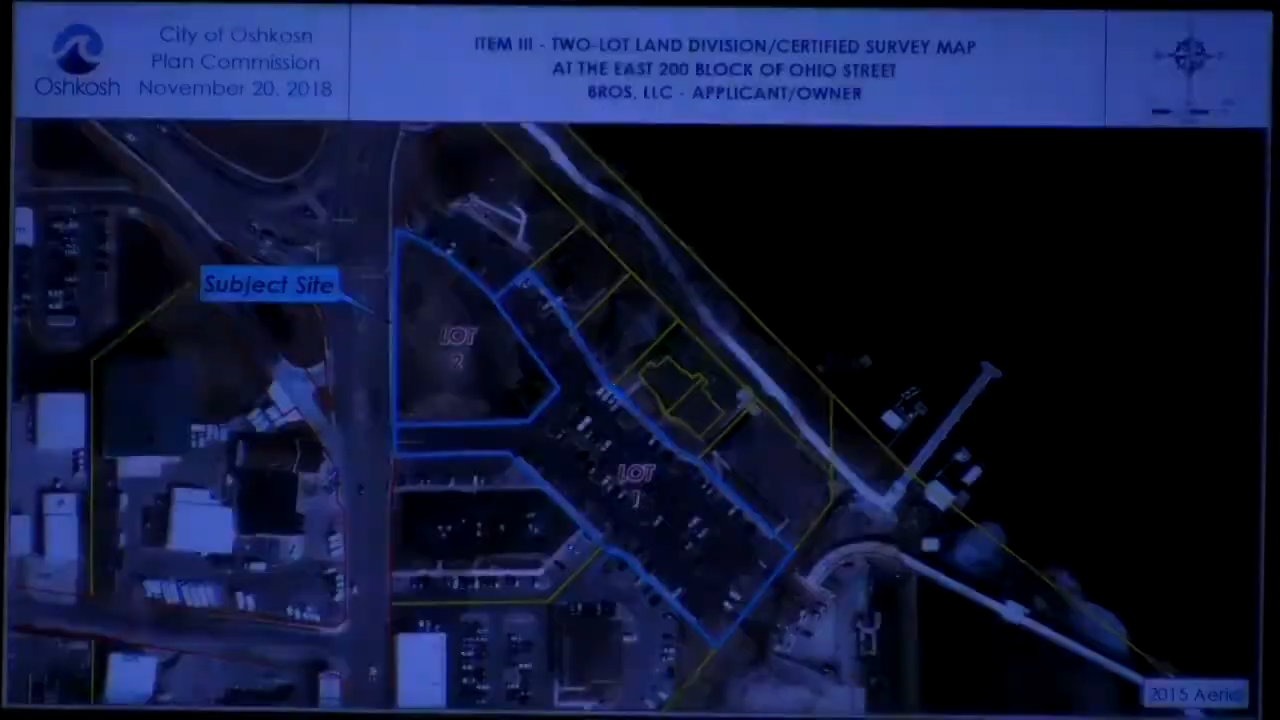 Oshkosh
City of Oshkosh
Plan Commission
November 20, 2018
ITEM III - TWO-LOT LAND DIVISION/CERTIFIED SURVEY MAP
AT THE EAST 200 BLOCK OF OHIO STREET
BROS, LLC - APPLICANT/OWNER
Subject Site
LOT
2
LOT
1
2015 Aerial